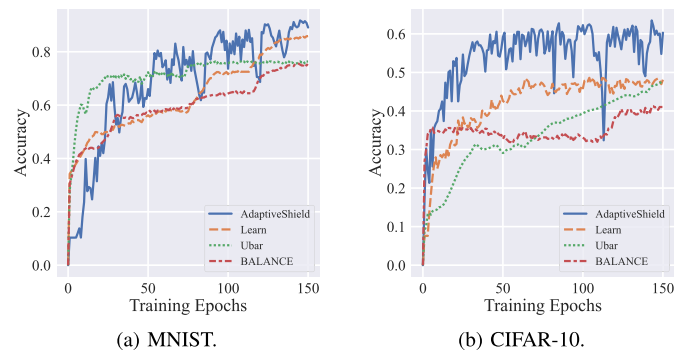 Accuracy
0.8
0.6
0.4
0.2
0.0
AdaptiveShield
Learn
Ubar
BALANCE
0 50 100 150
Training Epochs
(a) MNIST.
Accuracy
0.6
0.5
0.4
0.3
0.2
0.1
0.0
AdaptiveShield
Learn
Ubar
BALANCE
0 50 100 150
Training Epochs
(b) CIFAR-10.